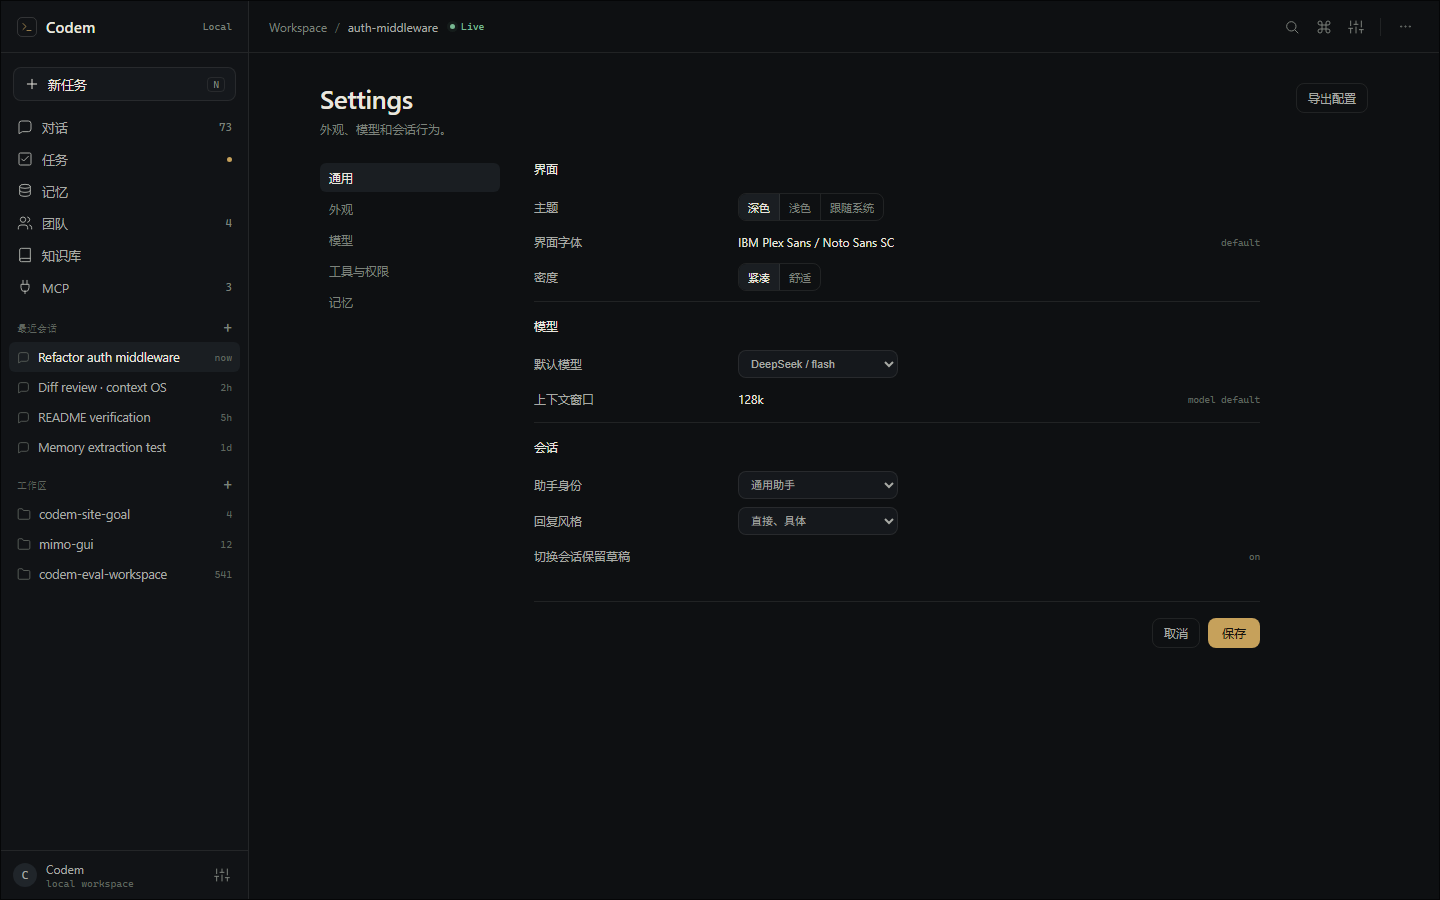 Codem
Local
Workspace / auth-middleware Live
新任务 N
对话 73
任务
记忆
团队 4
知识库
MCP 3
最近会话 +
Refactor auth middleware now
Diff review · context OS 2h
README verification 5h
Memory extraction test 1d
工作区 +
codem-site-goal 4
mimo-gui 12
codem-eval-workspace 541
C Codem
local workspace
Settings
外观、模型和会话行为。
导出配置
通用
外观
模型
工具与权限
记忆
界面
主题 深色 浅色 跟随系统
界面字体 IBM Plex Sans / Noto Sans SC default
密度 紧凑 舒适
模型
默认模型 DeepSeek / flash
上下文窗口 128k model default
会话
助手身份 通用助手
回复风格 直接、具体
切换会话保留草稿 on
取消 保存